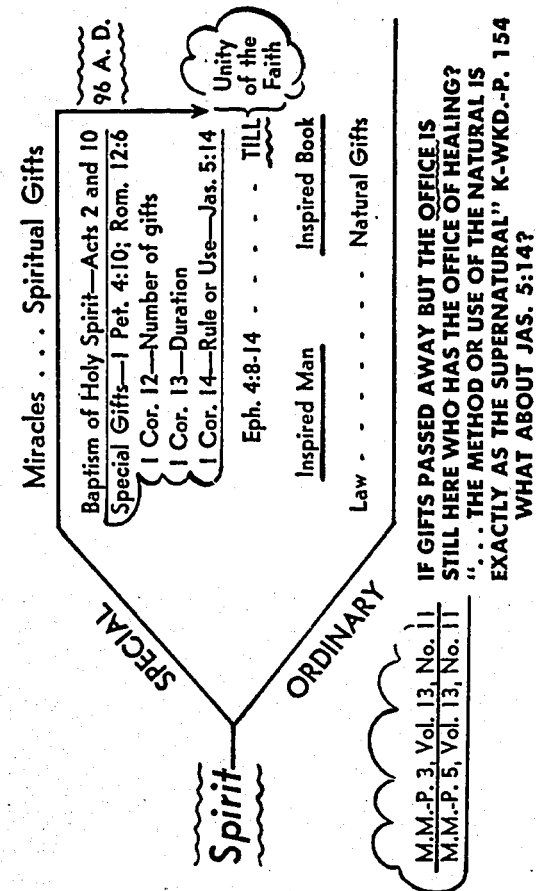 Miracles . . . Spiritual Gifts
96 A. D.
Baptism of Holy Spirit—Acts 2 and 10
Special Gifts—1 Pet. 4:10; Rom. 12:6
1 Cor. 12—Number of gifts
1 Cor. 13—Duration
1 Cor. 14—Rule or Use—Jas. 5:14
Unity
of the
Faith
Eph. 4:8-14 - - - - - TILL
SPECIAL
Spirit
ORDINARY
Inspired Man
Inspired Book
Law - - - - - - - Natural Gifts
M.M.-P. 3, Vol. 13, No. 11
M.M.-P. 5, Vol. 13, No. 11
IF GIFTS PASSED AWAY BUT THE OFFICE IS
STILL HERE WHO HAS THE OFFICE OF HEALING?
". . . THE METHOD OR USE OF THE NATURAL IS
EXACTLY AS THE SUPERNATURAL" K-WKD.-P. 154
WHAT ABOUT JAS. 5:14?